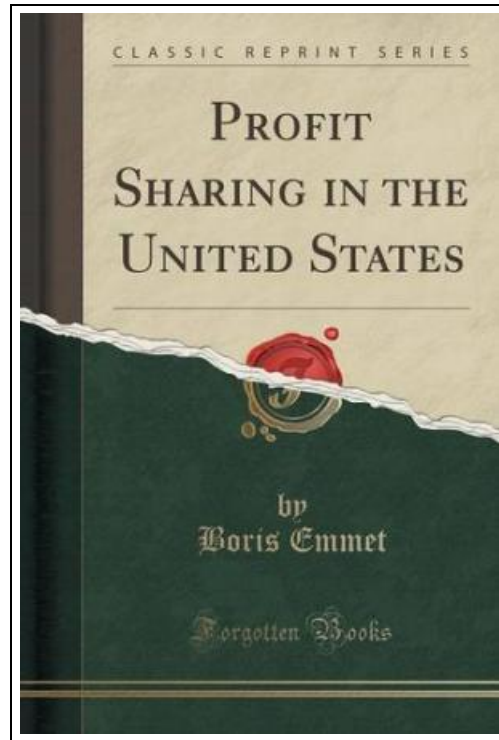 CLASSIC REPRINT SERIES
PROFIT
SHARING IN THE
UNITED STATES
by
Boris Emmet
Forgotten Books